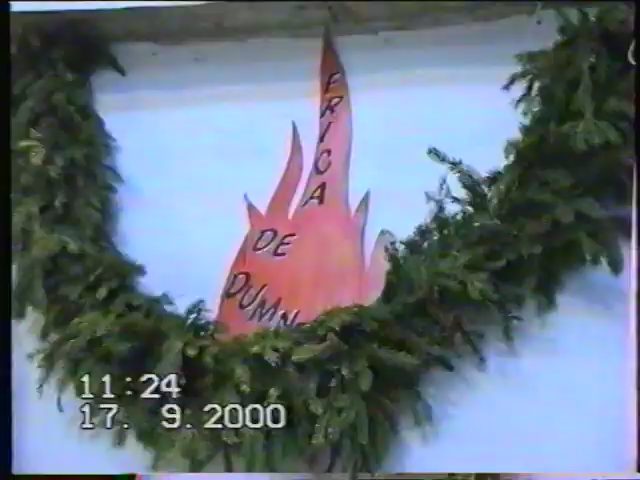 FRICA
DE
DUMN
11:24
17. 9.2000